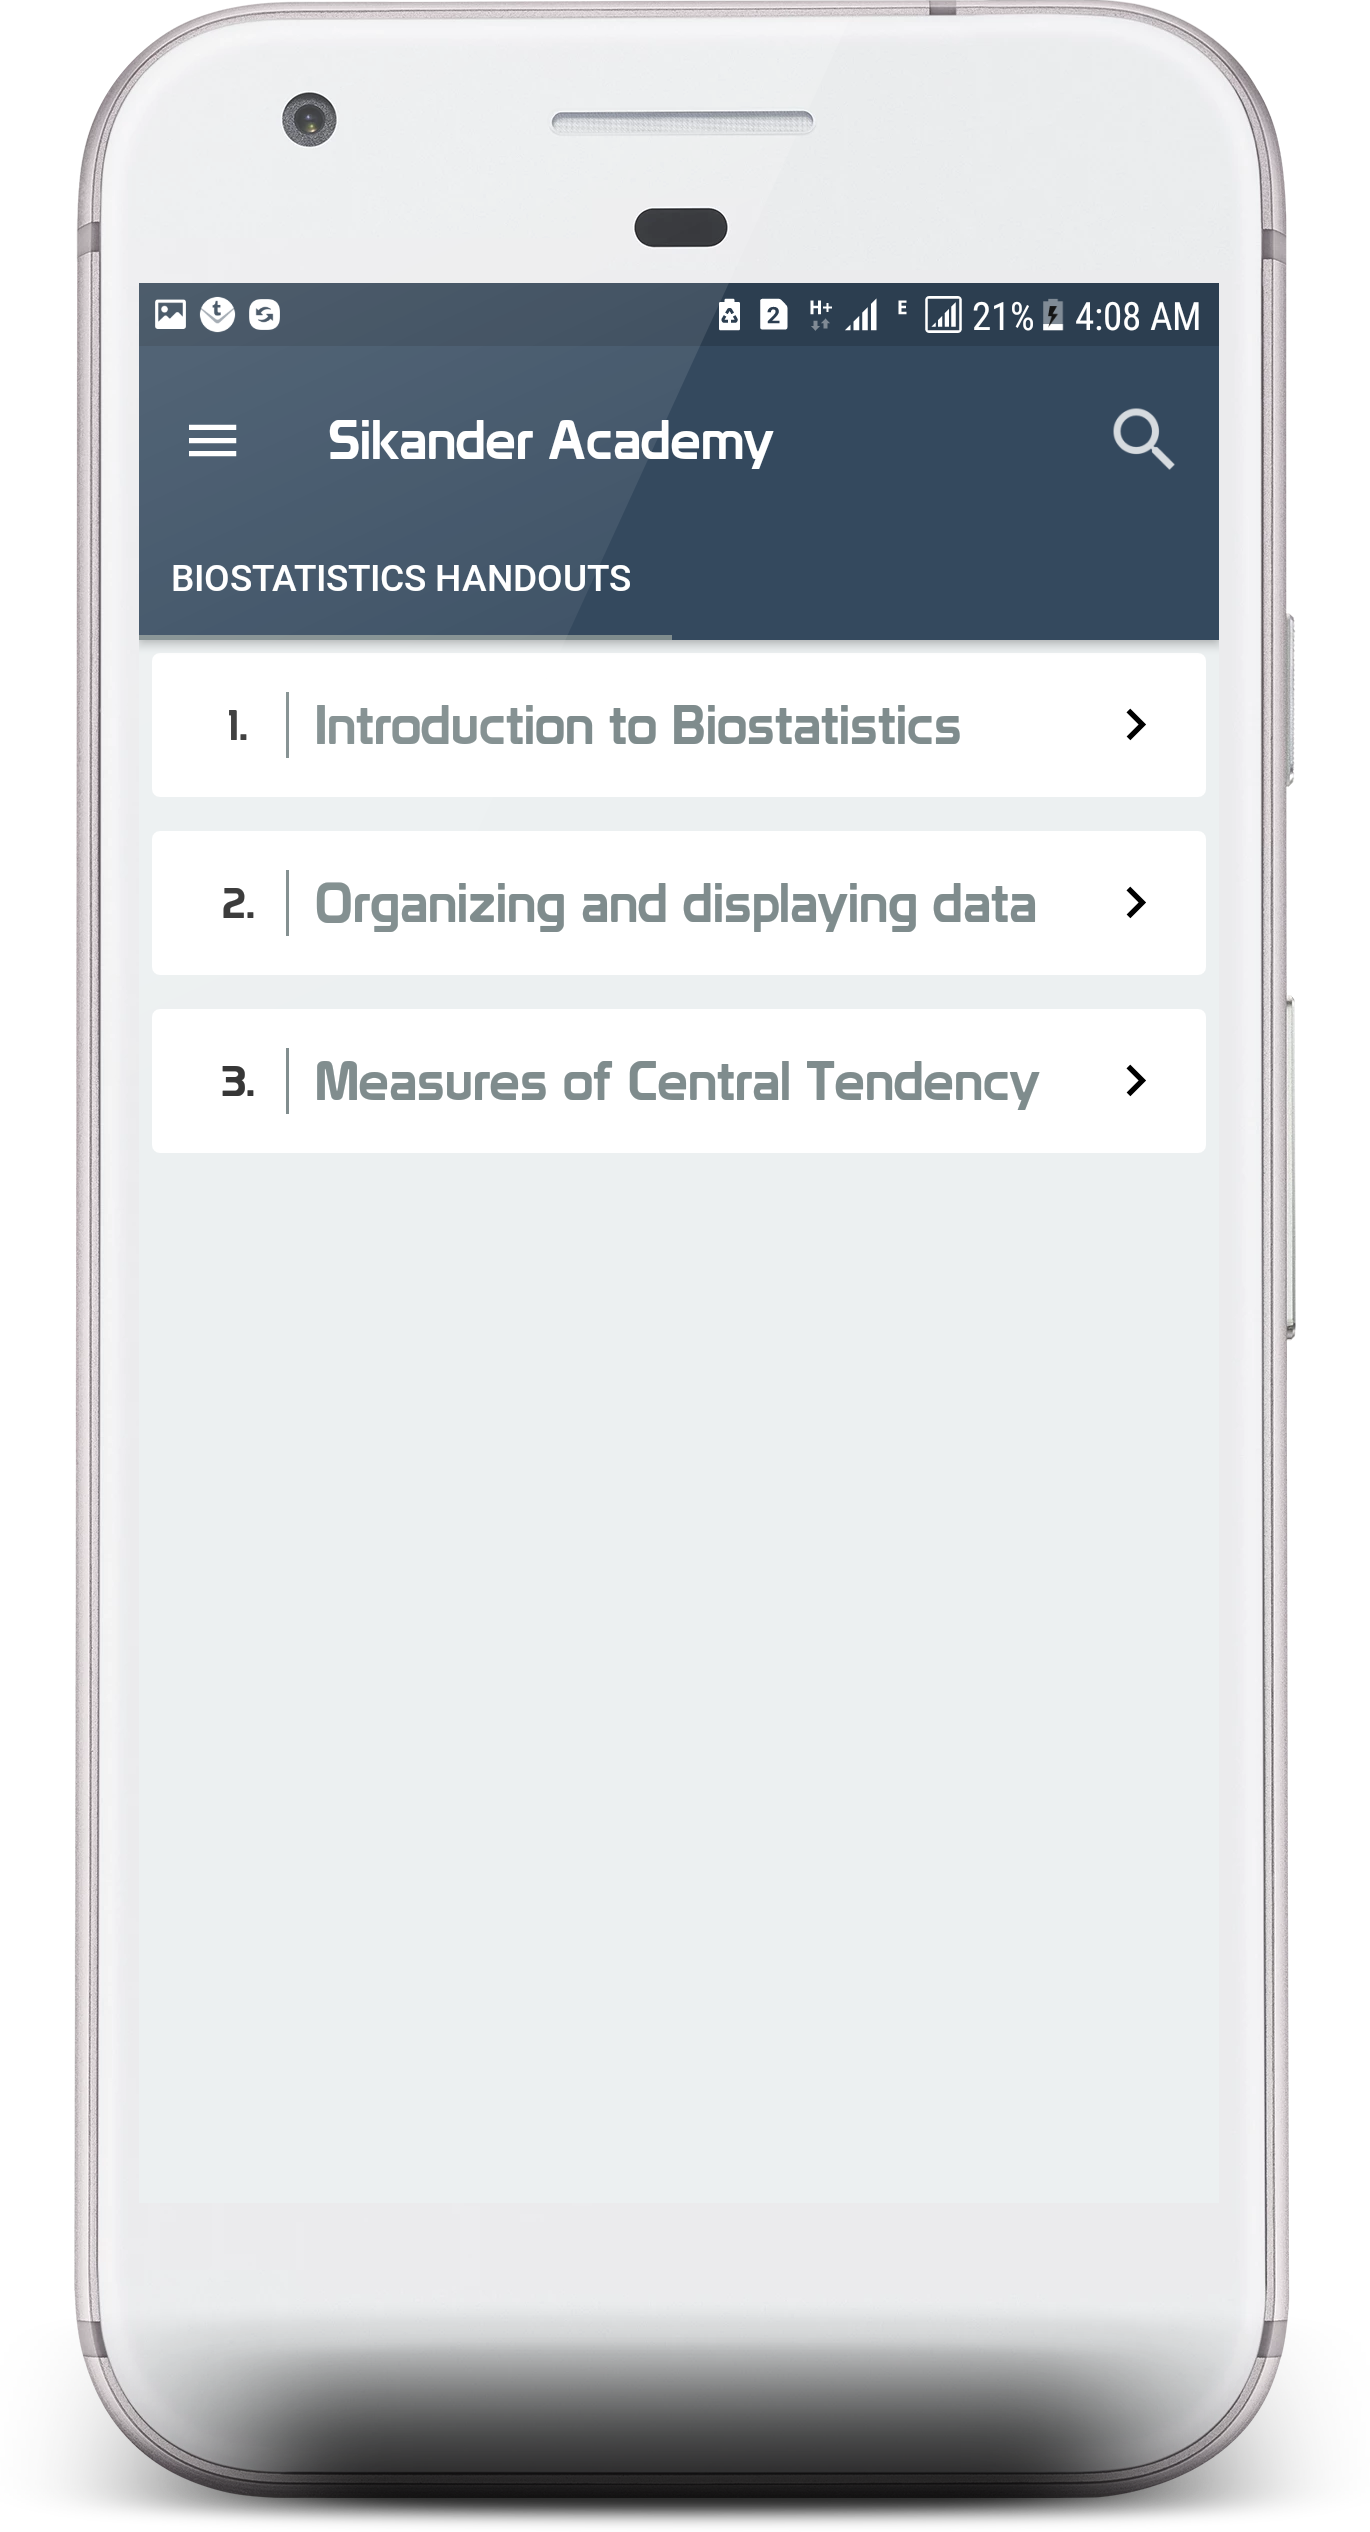 t 2 H+ E 21% 4:08 AM
Sikander Academy
BIOSTATISTICS HANDOUTS
1. Introduction to Biostatistics
2. Organizing and displaying data
3. Measures of Central Tendency